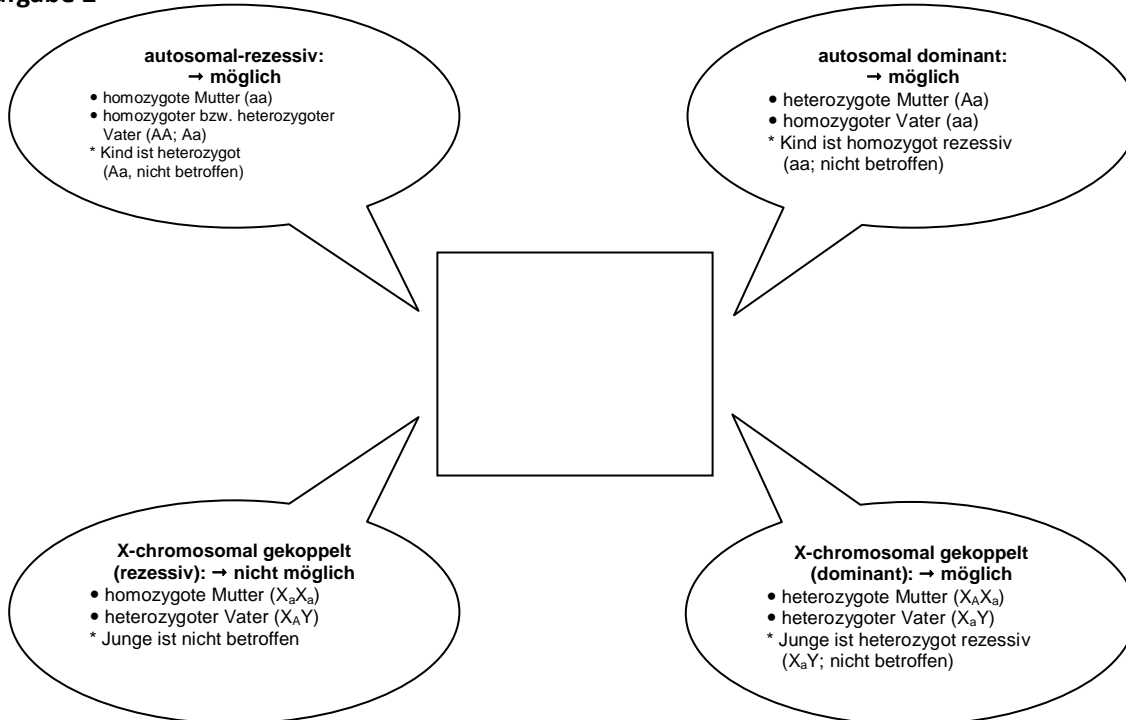 autosomal-rezessiv:
→ möglich
● homozygote Mutter (aa)
● homozygoter bzw. heterozygoter
Vater (AA; Aa)
* Kind ist heterozygot
(Aa, nicht betroffen)
autosomal dominant:
→ möglich
● heterozygote Mutter (Aa)
● homozygoter Vater (aa)
* Kind ist homozygot rezessiv
(aa; nicht betroffen)
X-chromosomal gekoppelt
(rezessiv): → nicht möglich
● homozygote Mutter (XₐXₐ)
● heterozygoter Vater (X_AY)
* Junge ist nicht betroffen
X-chromosomal gekoppelt
(dominant): → möglich
● heterozygote Mutter (X_AXₐ)
● heterozygoter Vater (XₐY)
* Junge ist heterozygot rezessiv
(XₐY; nicht betroffen)